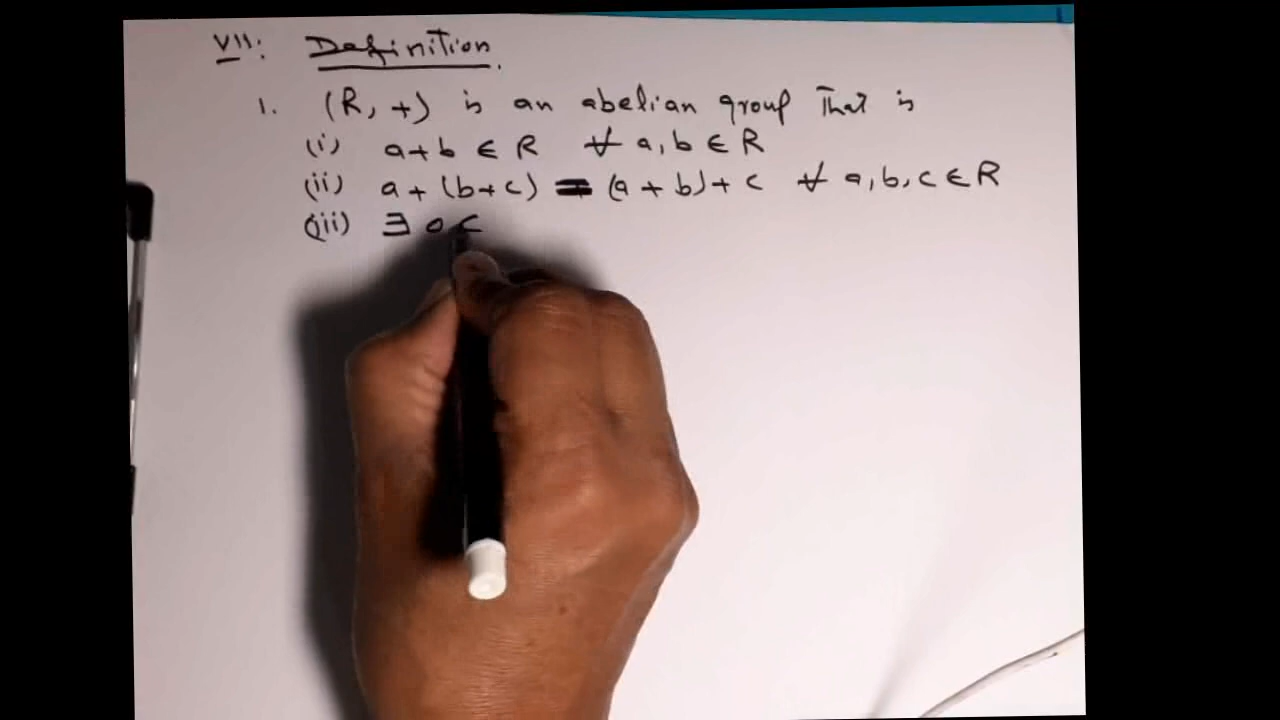 VII: Definition.
1. (R, +) is an abelian group That is
(i) a+b ∈ R ∀ a, b ∈ R
(ii) a + (b+c) = (a + b) + c ∀ a, b, c ∈ R
(iii) ∃ 0